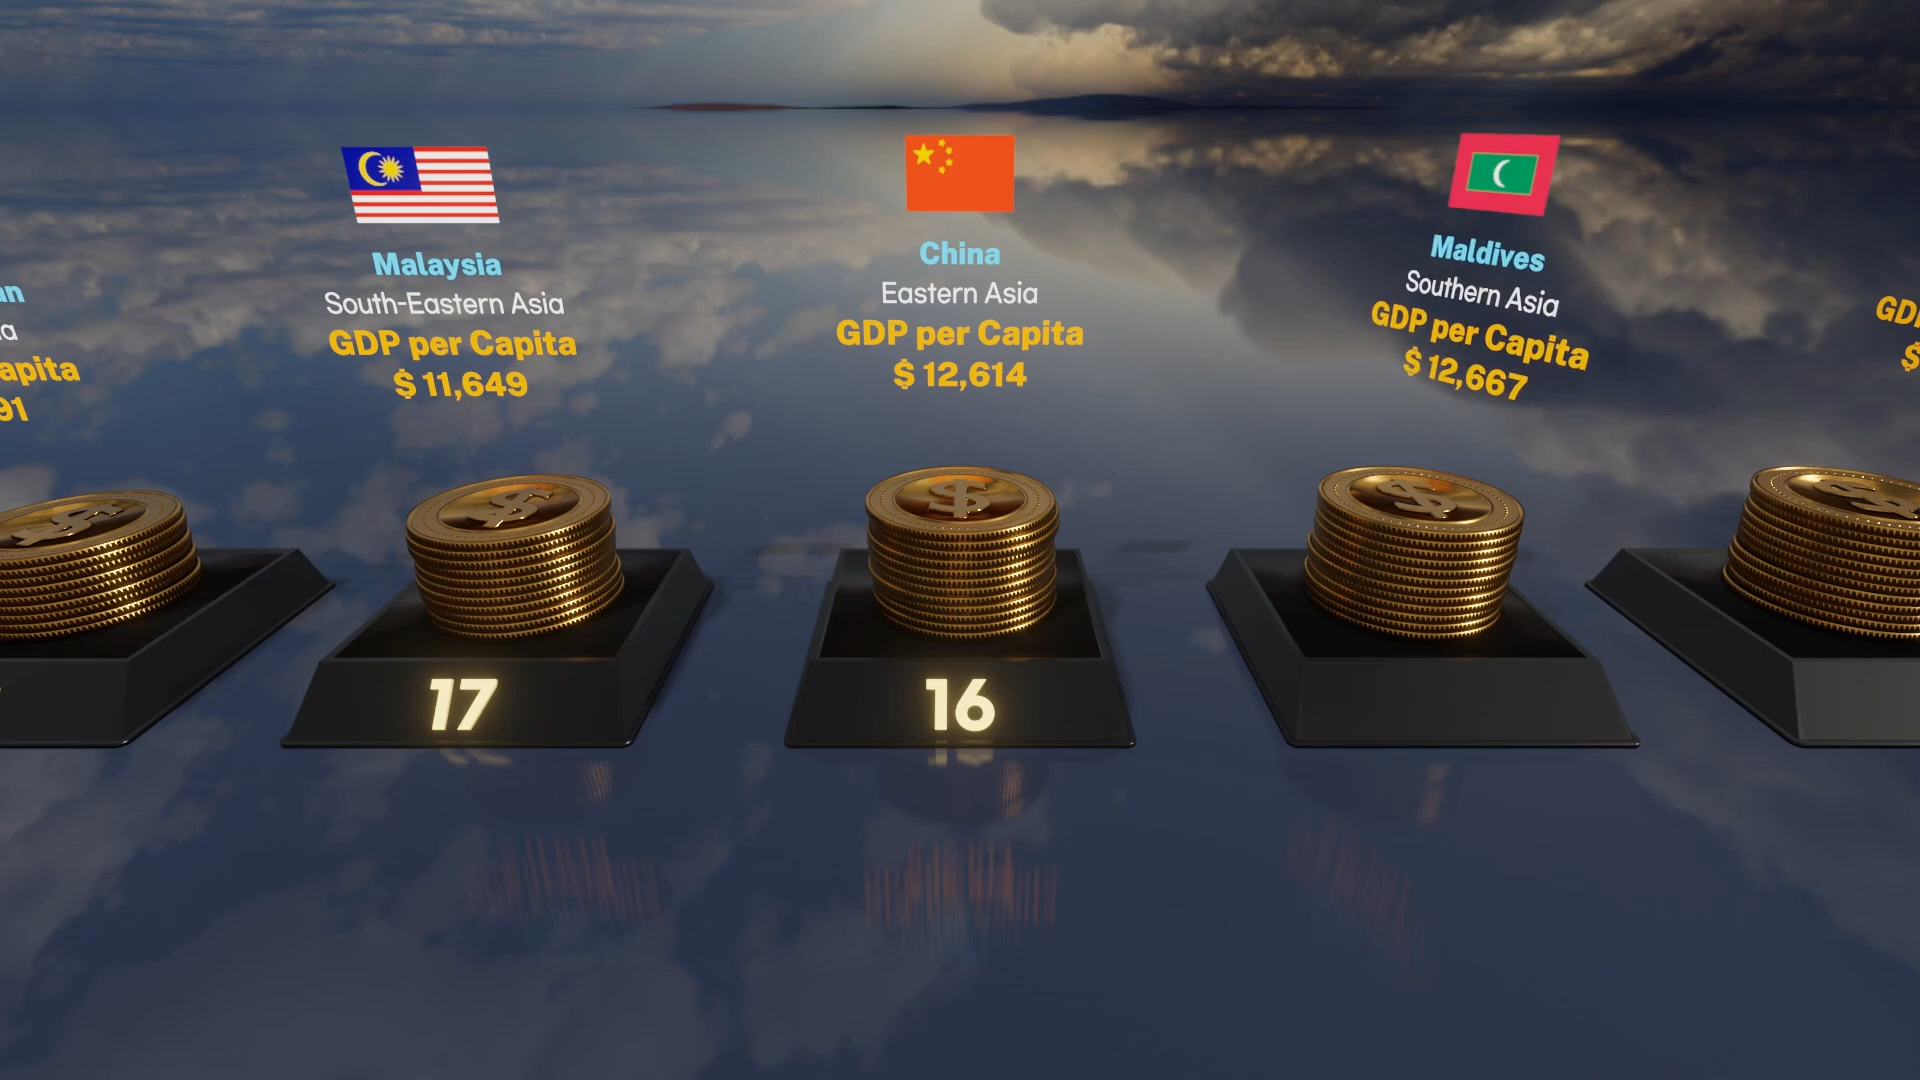 Malaysia
South-Eastern Asia
GDP per Capita
$ 11,649
17
China
Eastern Asia
GDP per Capita
$ 12,614
16
Maldives
Southern Asia
GDP per Capita
$ 12,667